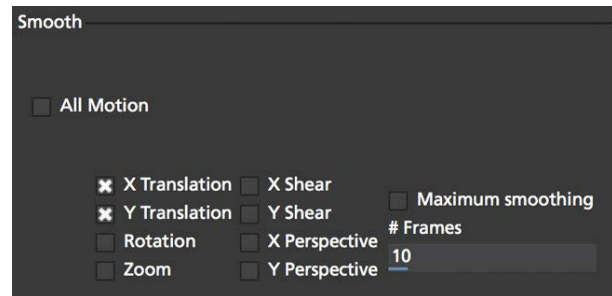 Smooth
All Motion
X Translation X Shear
Maximum smoothing
Y Translation Y Shear
# Frames
Rotation X Perspective
10
Zoom Y Perspective